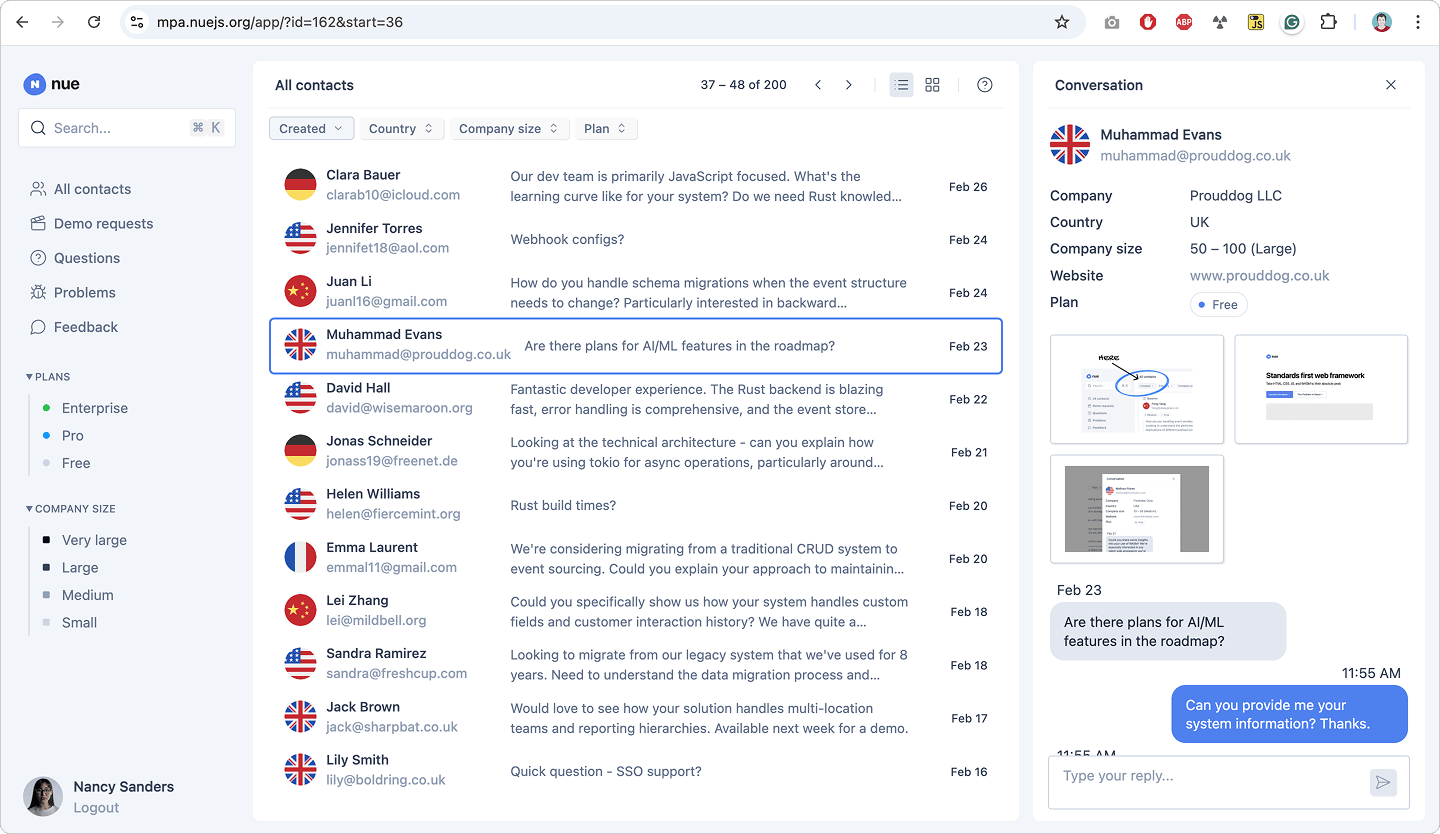 mpa.nuejs.org/app/?id=162&start=36
ABP
JS
N nue
Search...
⌘ K
All contacts
Demo requests
Questions
Problems
Feedback
PLANS
Enterprise
Pro
Free
COMPANY SIZE
Very large
Large
Medium
Small
Nancy Sanders
Logout
All contacts
37 – 48 of 200
Created
Country
Company size
Plan
Clara Bauer
clarab10@icloud.com
Our dev team is primarily JavaScript focused. What's the
learning curve like for your system? Do we need Rust knowled...
Feb 26
Jennifer Torres
jennifet18@aol.com
Webhook configs?
Feb 24
Juan Li
juanl16@gmail.com
How do you handle schema migrations when the event structure
needs to change? Particularly interested in backward...
Feb 24
Muhammad Evans
muhammad@prouddog.co.uk
Are there plans for AI/ML features in the roadmap?
Feb 23
David Hall
david@wisemaroon.org
Fantastic developer experience. The Rust backend is blazing
fast, error handling is comprehensive, and the event store...
Feb 22
Jonas Schneider
jonass19@freenet.de
Looking at the technical architecture - can you explain how
you're using tokio for async operations, particularly around...
Feb 21
Helen Williams
helen@fiercemint.org
Rust build times?
Feb 20
Emma Laurent
emmal11@gmail.com
We're considering migrating from a traditional CRUD system to
event sourcing. Could you explain your approach to maintainin...
Feb 20
Lei Zhang
lei@mildbell.org
Could you specifically show us how your system handles custom
fields and customer interaction history? We have quite a...
Feb 18
Sandra Ramirez
sandra@freshcup.com
Looking to migrate from our legacy system that we've used for 8
years. Need to understand the data migration process and...
Feb 18
Jack Brown
jack@sharpbat.co.uk
Would love to see how your solution handles multi-location
teams and reporting hierarchies. Available next week for a demo.
Feb 17
Lily Smith
lily@boldring.co.uk
Quick question - SSO support?
Feb 16
Conversation
Muhammad Evans
muhammad@prouddog.co.uk
Company
Prouddog LLC
Country
UK
Company size
50 – 100 (Large)
Website
www.prouddog.co.uk
Plan
Free
Here
nue
All contacts
Standards first web framework
Conversation
Feb 23
Are there plans for AI/ML
features in the roadmap?
11:55 AM
Can you provide me your
system information? Thanks.
11:55 AM
Type your reply...